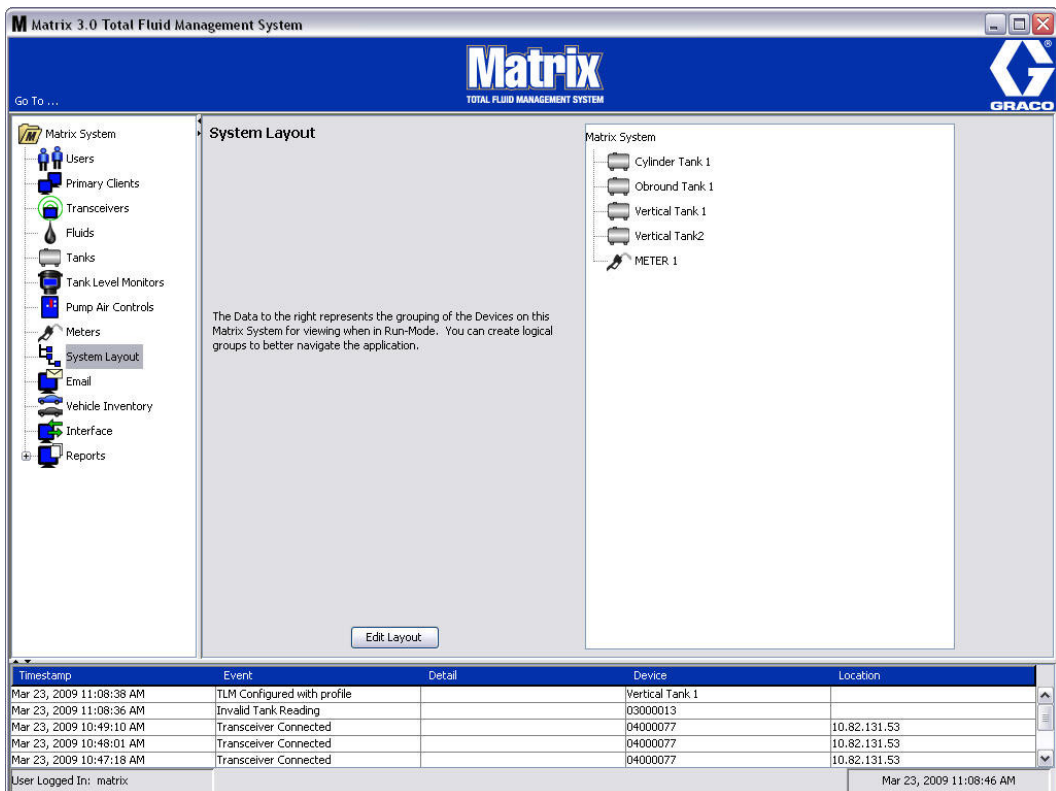 Matrix 3.0 Total Fluid Management System
Matrix
TOTAL FLUID MANAGEMENT SYSTEM
Go To ...
GRACO
®
Matrix System
Users
Primary Clients
Transceivers
Fluids
Tanks
Tank Level Monitors
Pump Air Controls
Meters
System Layout
Email
Vehicle Inventory
Interface
Reports
System Layout
The Data to the right represents the grouping of the Devices on this
Matrix System for viewing when in Run-Mode. You can create logical
groups to better navigate the application.
Edit Layout
Matrix System
Cylinder Tank 1
Obround Tank 1
Vertical Tank 1
Vertical Tank2
METER 1
Timestamp Event Detail Device Location
Mar 23, 2009 11:08:38 AM TLM Configured with profile Vertical Tank 1
Mar 23, 2009 11:08:36 AM Invalid Tank Reading 03000013
Mar 23, 2009 10:49:10 AM Transceiver Connected 04000077 10.82.131.53
Mar 23, 2009 10:48:01 AM Transceiver Connected 04000077 10.82.131.53
Mar 23, 2009 10:47:18 AM Transceiver Connected 04000077 10.82.131.53
User Logged In: matrix Mar 23, 2009 11:08:46 AM